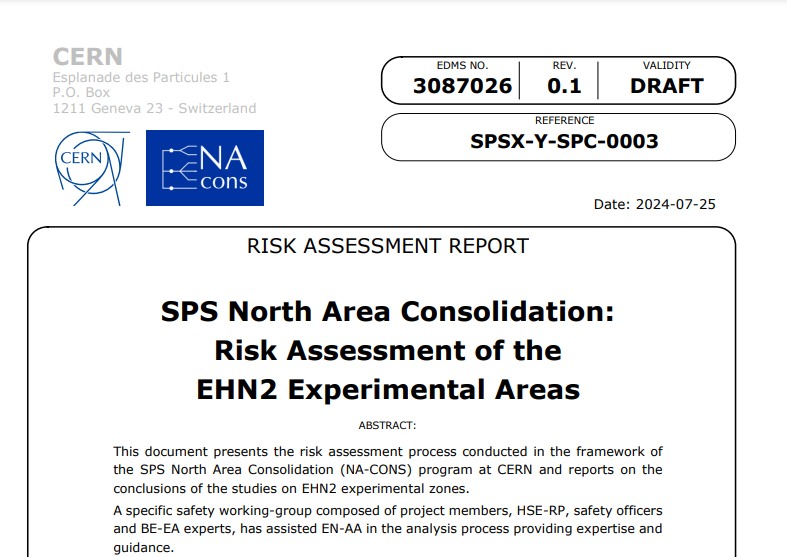 CERN
Esplanade des Particules 1
P.O. Box
1211 Geneva 23 - Switzerland
CERN
NA
cons
EDMS NO.
REV.
VALIDITY
3087026
0.1
DRAFT
REFERENCE
SPSX-Y-SPC-0003
Date: 2024-07-25
RISK ASSESSMENT REPORT
SPS North Area Consolidation:
Risk Assessment of the
EHN2 Experimental Areas
ABSTRACT:
This document presents the risk assessment process conducted in the framework of
the SPS North Area Consolidation (NA-CONS) program at CERN and reports on the
conclusions of the studies on EHN2 experimental zones.
A specific safety working-group composed of project members, HSE-RP, safety officers
and BE-EA experts, has assisted EN-AA in the analysis process providing expertise and
guidance.